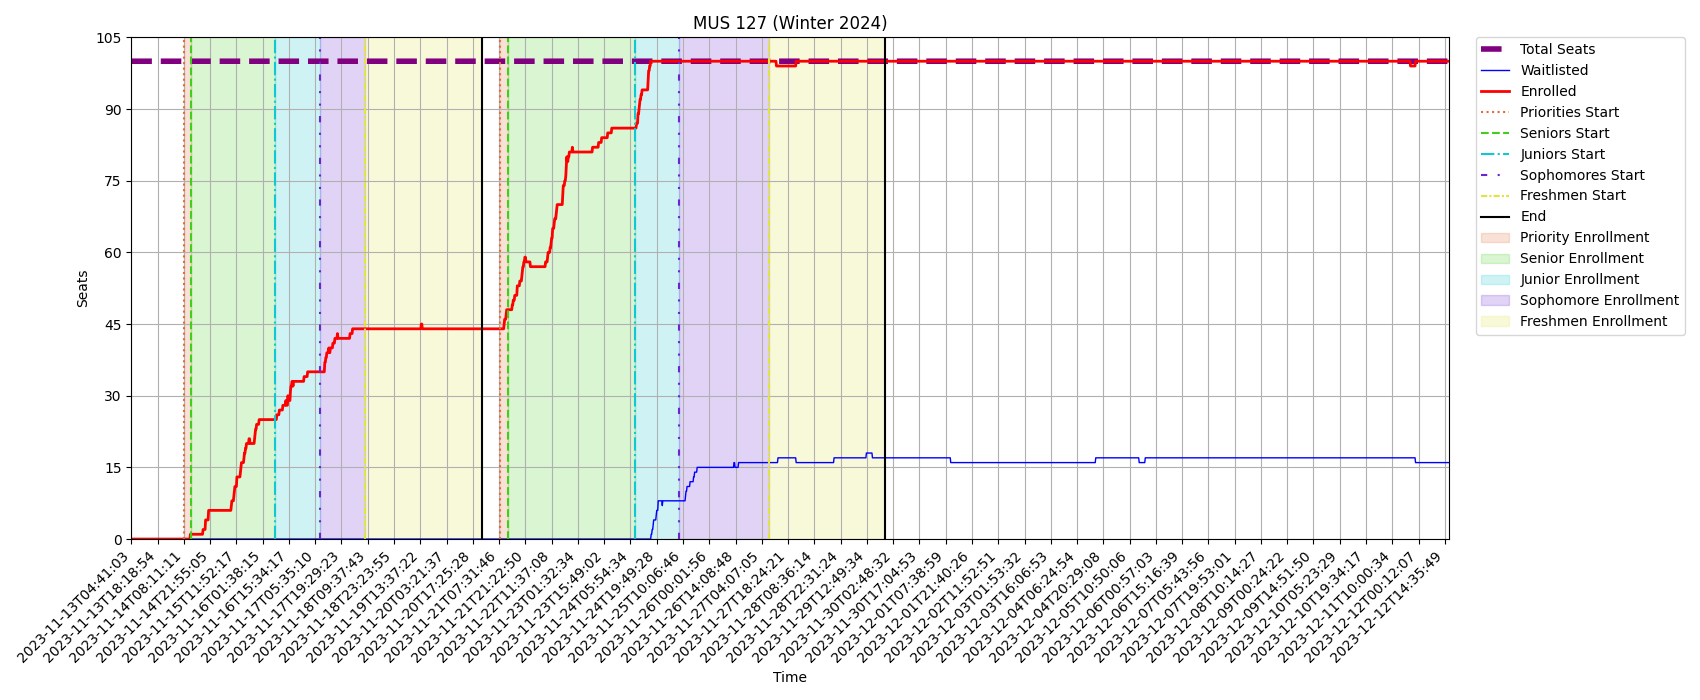 MUS 127 (Winter 2024)
105
90
75
60
45
30
15
0
Seats
2023-11-13T04:41:03
2023-11-13T18:18:54
2023-11-14T08:11:11
2023-11-14T21:55:05
2023-11-15T11:52:17
2023-11-16T01:38:15
2023-11-16T15:34:17
2023-11-17T05:35:10
2023-11-17T19:29:23
2023-11-18T09:37:43
2023-11-18T23:23:55
2023-11-19T13:37:22
2023-11-20T03:21:37
2023-11-20T17:25:28
2023-11-21T07:31:46
2023-11-21T21:22:50
2023-11-22T11:37:08
2023-11-23T01:32:34
2023-11-23T15:49:02
2023-11-24T05:54:34
2023-11-24T19:49:28
2023-11-25T10:06:46
2023-11-26T00:01:56
2023-11-26T14:08:48
2023-11-27T04:07:05
2023-11-27T18:24:21
2023-11-28T08:36:14
2023-11-28T22:31:24
2023-11-29T12:49:34
2023-11-30T02:48:32
2023-11-30T17:04:53
2023-12-01T07:38:59
2023-12-01T21:40:26
2023-12-02T11:52:51
2023-12-03T01:53:32
2023-12-03T16:06:53
2023-12-04T06:24:54
2023-12-04T20:29:08
2023-12-05T10:50:06
2023-12-06T00:57:03
2023-12-06T15:16:39
2023-12-07T05:43:56
2023-12-07T19:53:01
2023-12-08T10:14:27
2023-12-09T00:24:22
2023-12-09T14:51:50
2023-12-10T05:23:29
2023-12-10T19:34:17
2023-12-11T10:00:34
2023-12-12T00:12:07
2023-12-12T14:35:49
Time
Total Seats
Waitlisted
Enrolled
Priorities Start
Seniors Start
Juniors Start
Sophomores Start
Freshmen Start
End
Priority Enrollment
Senior Enrollment
Junior Enrollment
Sophomore Enrollment
Freshmen Enrollment